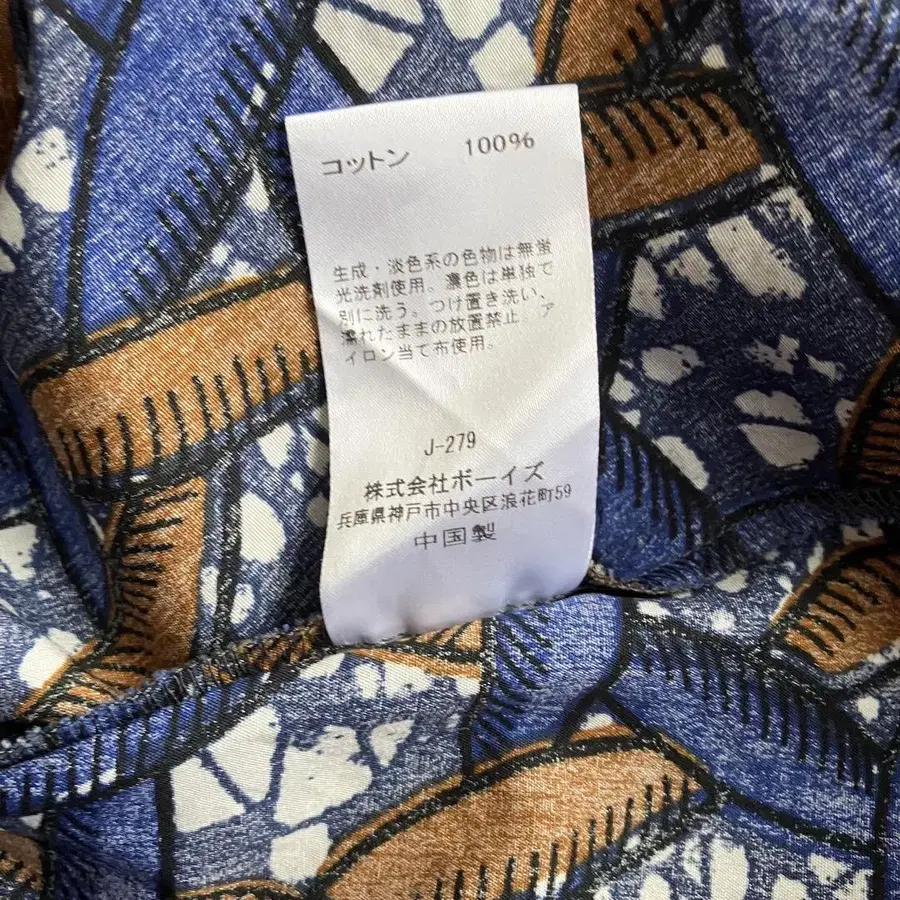 コットン 100%
生成・淡色系の色物は無蛍
光洗剤使用。濃色は単独で
別に洗う。つけ置き洗い、
濡れたままの放置禁止。ア
イロン当て布使用。
J-279
株式会社ボーイズ
兵庫県神戸市中央区浪花町59
中国製